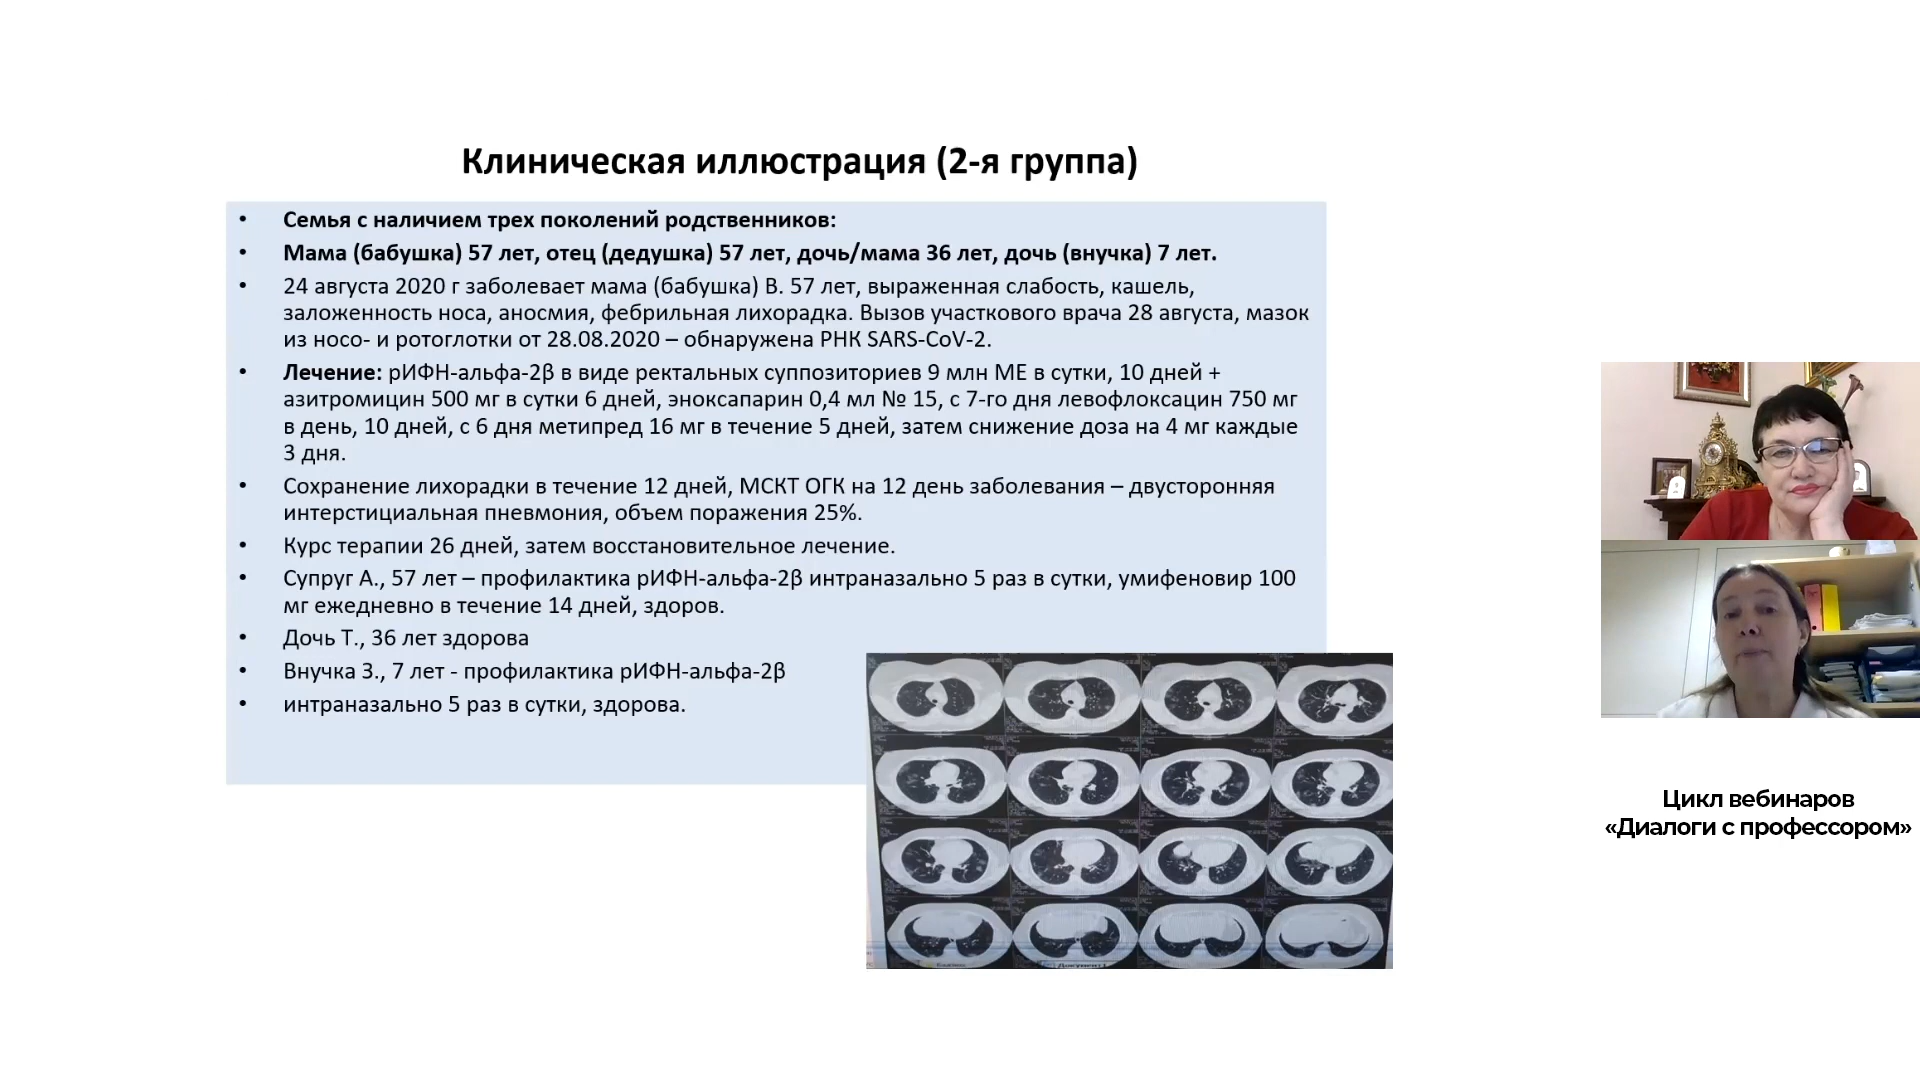 Клиническая иллюстрация (2-я группа)
• Семья с наличием трех поколений родственников:
• Мама (бабушка) 57 лет, отец (дедушка) 57 лет, дочь/мама 36 лет, дочь (внучка) 7 лет.
• 24 августа 2020 г заболевает мама (бабушка) В. 57 лет, выраженная слабость, кашель,
заложенность носа, аносмия, фебрильная лихорадка. Вызов участкового врача 28 августа, мазок
из носо- и ротоглотки от 28.08.2020 – обнаружена РНК SARS-CoV-2.
• Лечение: рИФН-альфа-2β в виде ректальных суппозиториев 9 млн МЕ в сутки, 10 дней +
азитромицин 500 мг в сутки 6 дней, эноксапарин 0,4 мл № 15, с 7-го дня левофлоксацин 750 мг
в день, 10 дней, с 6 дня метипред 16 мг в течение 5 дней, затем снижение доза на 4 мг каждые
3 дня.
• Сохранение лихорадки в течение 12 дней, МСКТ ОГК на 12 день заболевания – двусторонняя
интерстициальная пневмония, объем поражения 25%.
• Курс терапии 26 дней, затем восстановительное лечение.
• Супруг А., 57 лет – профилактика рИФН-альфа-2β интраназально 5 раз в сутки, умифеновир 100
мг ежедневно в течение 14 дней, здоров.
• Дочь Т., 36 лет здорова
• Внучка З., 7 лет - профилактика рИФН-альфа-2β
• интраназально 5 раз в сутки, здорова.
Цикл вебинаров
«Диалоги с профессором»